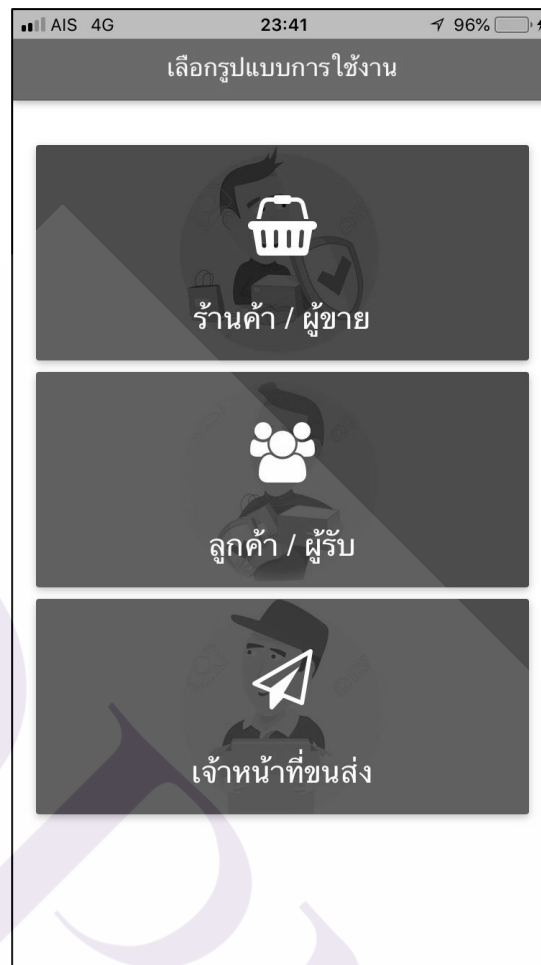 AIS 4G 23:41 96%
เลือกรูปแบบการใช้งาน
ร้านค้า / ผู้ขาย
ลูกค้า / ผู้รับ
เจ้าหน้าที่ขนส่ง